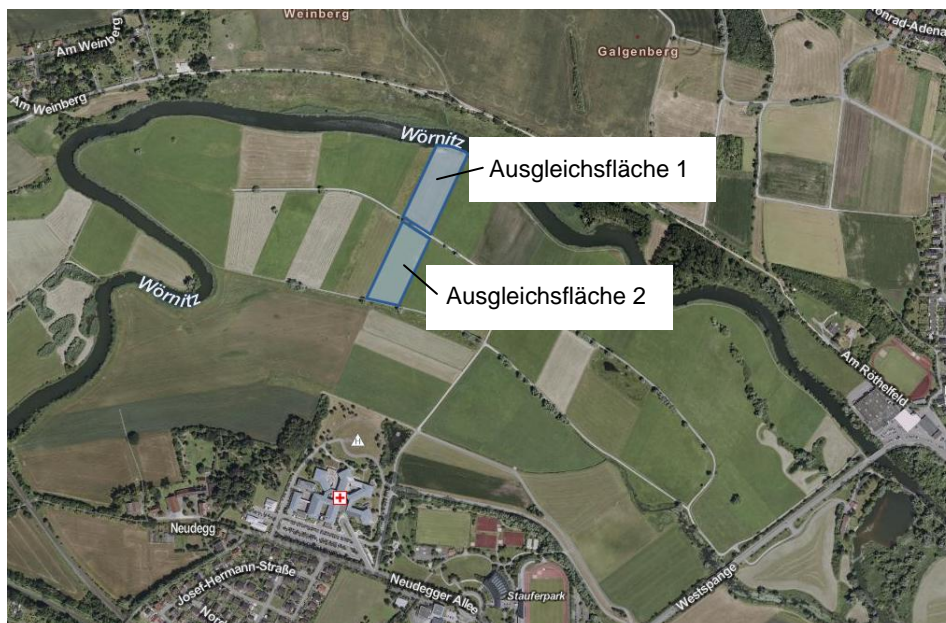 Weinberg
Am Weinberg
Galgenberg
Am Weinberg
Wörnitz
Ausgleichsfläche 1
Wörnitz
Ausgleichsfläche 2
Am Röthelfeld
Neudegg
Josef-Hermann-Straße
Neudegger Allee
Stauferpark
Westspange